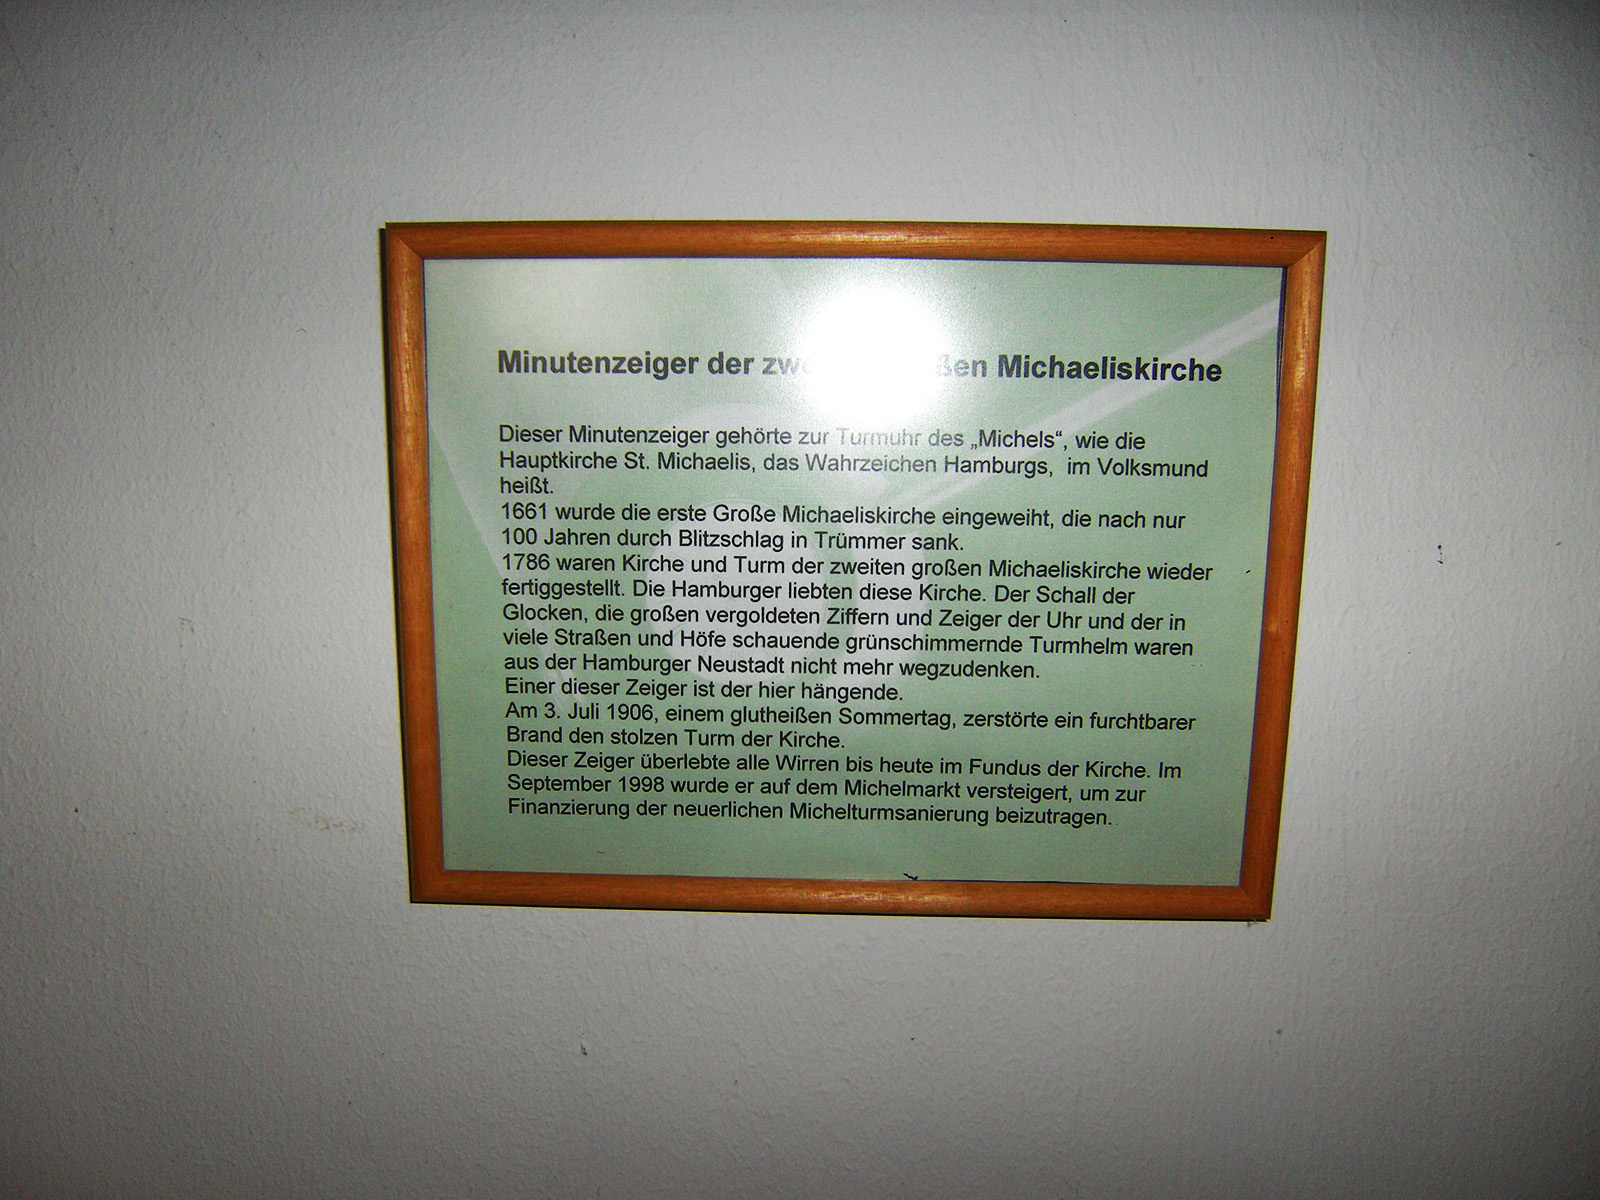 Minutenzeiger der großen Michaeliskirche
Dieser Minutenzeiger gehörte zur Turmuhr des „Michels“, wie die
Hauptkirche St. Michaelis, das Wahrzeichen Hamburgs, im Volksmund
heißt.
1661 wurde die erste Große Michaeliskirche eingeweiht, die nach nur
100 Jahren durch Blitzschlag in Trümmer sank.
1786 waren Kirche und Turm der zweiten großen Michaeliskirche wieder
fertiggestellt. Die Hamburger liebten diese Kirche. Der Schall der
Glocken, die großen vergoldeten Ziffern und Zeiger der Uhr und der in
viele Straßen und Höfe schauende grünschimmernde Turmhelm waren
aus der Hamburger Neustadt nicht mehr wegzudenken.
Einer dieser Zeiger ist der hier hängende.
Am 3. Juli 1906, einem glutheißen Sommertag, zerstörte ein furchtbarer
Brand den stolzen Turm der Kirche.
Dieser Zeiger überlebte alle Wirren bis heute im Fundus der Kirche. Im
September 1998 wurde er auf dem Michelmarkt versteigert, um zur
Finanzierung der neuerlichen Michelturmsanierung beizutragen.